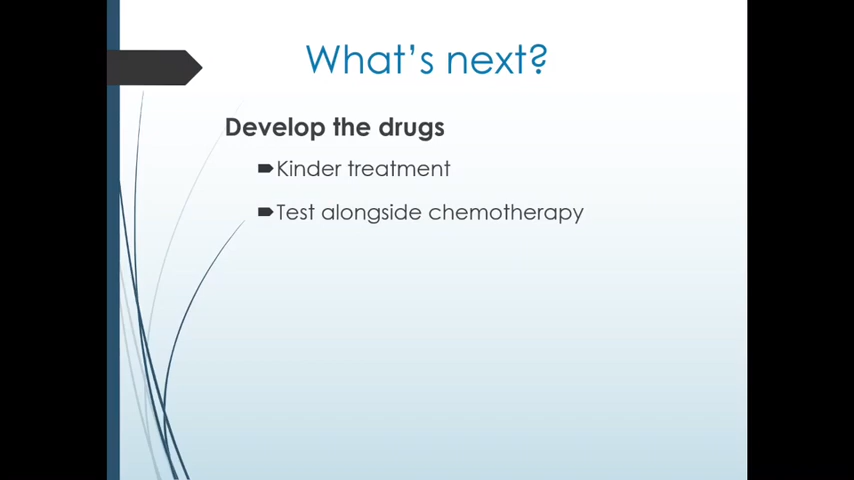 What's next?
Develop the drugs
Kinder treatment
Test alongside chemotherapy